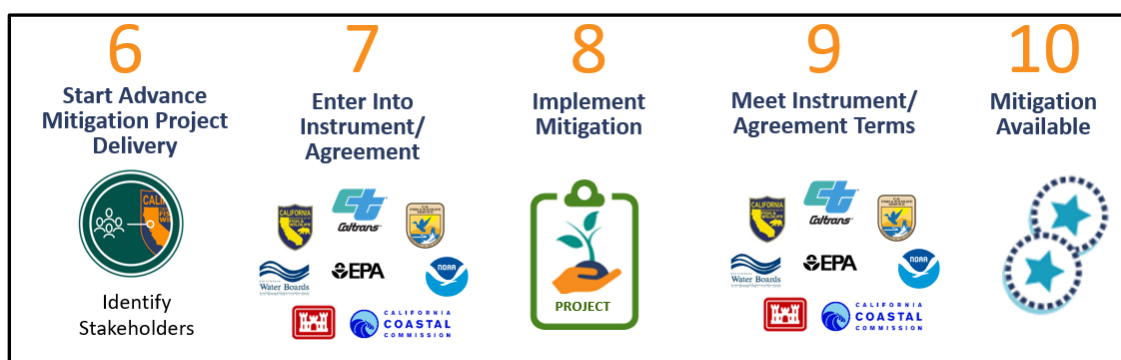 6
Start Advance
Mitigation Project
Delivery
Identify
Stakeholders
7
Enter Into
Instrument/
Agreement
CALIFORNIA
Caltrans
Water Boards
EPA
NOAA
CALIFORNIA
COASTAL
COMMISSION
8
Implement
Mitigation
PROJECT
9
Meet Instrument/
Agreement Terms
CALIFORNIA
Caltrans
Water Boards
EPA
NOAA
CALIFORNIA
COASTAL
COMMISSION
10
Mitigation
Available